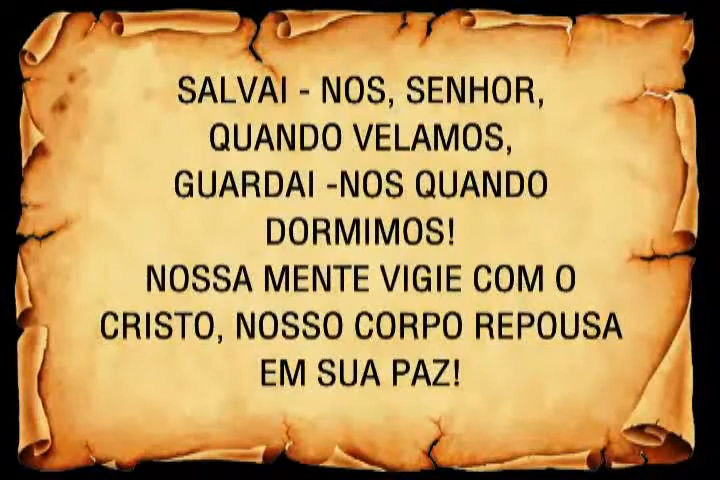 SALVAI - NOS, SENHOR,
QUANDO VELAMOS,
GUARDAI -NOS QUANDO
DORMIMOS!
NOSSA MENTE VIGIE COM O
CRISTO, NOSSO CORPO REPOUSA
EM SUA PAZ!